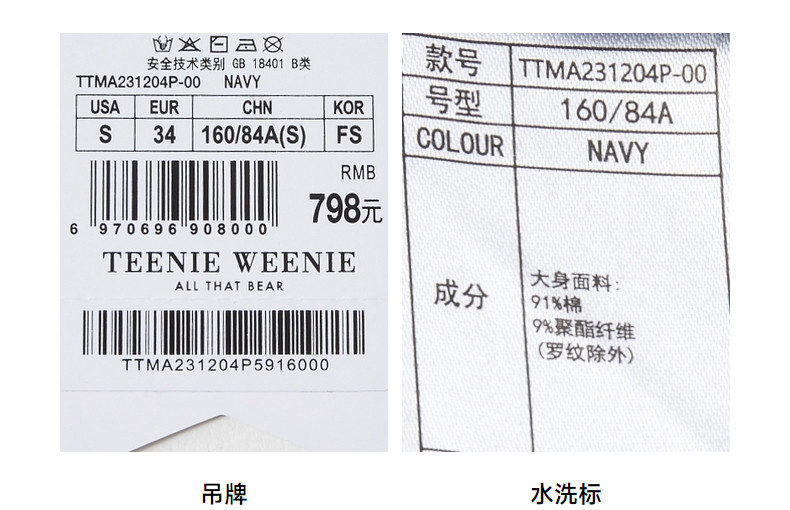 安全技术类别 GB 18401 B类
TTMA231204P-00 NAVY
USA EUR CHN KOR
S 34 160/84A(S) FS
RMB
798元
6 970696 908000
TEENIE WEENIE
ALL THAT BEAR
TTMA231204P5916000
吊牌
款号 TTMA231204P-00
号型 160/84A
COLOUR NAVY
成分
大身面料:
91%棉
9%聚酯纤维
(罗纹除外)
水洗标